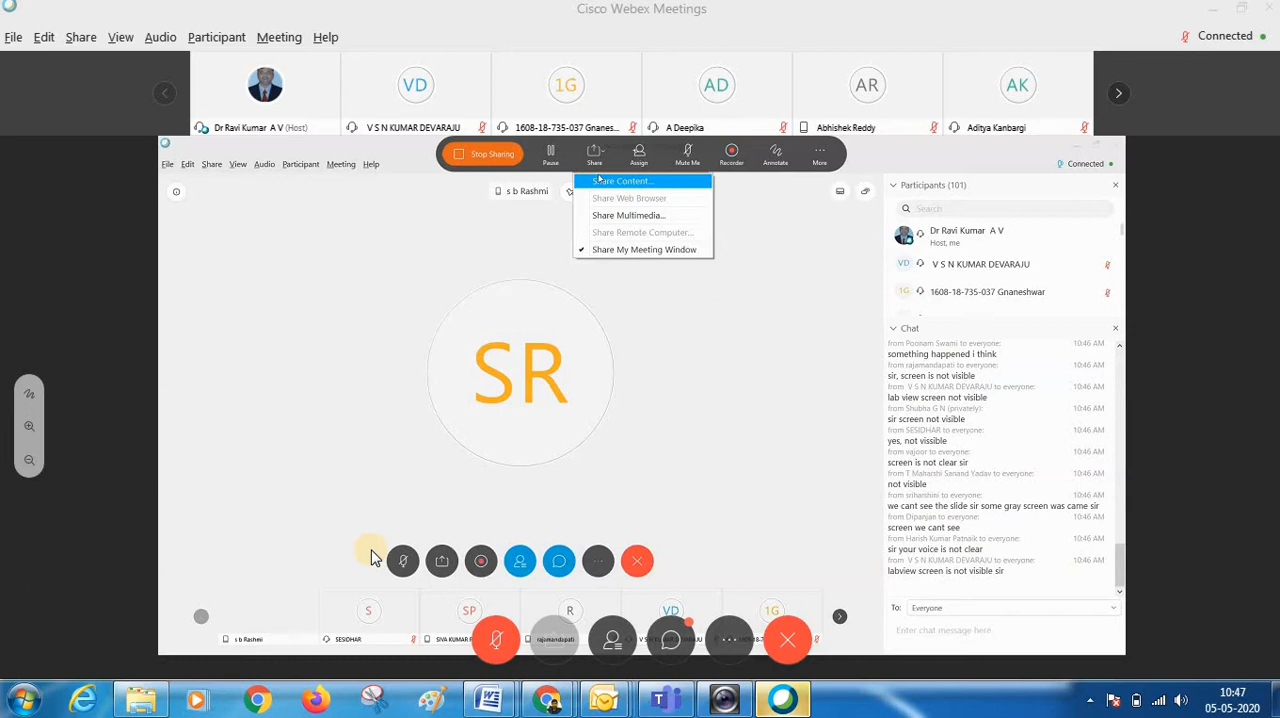 Cisco Webex Meetings
File Edit Share View Audio Participant Meeting Help
Connected
VD 1G AD AR AK
Dr Ravi Kumar A V (Host) V S N KUMAR DEVARAJU 1608-18-735-037 Gnanes... A Deepika Abhishek Reddy Aditya Kanbargi
File Edit Share View Audio Participant Meeting Help
Stop Sharing Pause Share Assign Mute Me Recorder Annotate More
Connected
s b Rashmi
Share Content...
Share Web Browser
Share Multimedia...
Share Remote Computer...
Share My Meeting Window
SR
Participants (101)
Search
Dr Ravi Kumar A V
Host, me
VD V S N KUMAR DEVARAJU
1G 1608-18-735-037 Gnaneshwar
Chat
from Poonam Swami to everyone: 10:46 AM
something happened i think
from rajamandapati to everyone: 10:46 AM
sir, screen is not visible
from V S N KUMAR DEVARAJU to everyone: 10:46 AM
lab view screen not visible
from Shubha G N (privately): 10:46 AM
sir screen not visible
from SESIDHAR to everyone: 10:46 AM
yes, not vissible
from vajoor to everyone: 10:46 AM
screen is not clear sir
from T Maharshi Sanand Yadav to everyone: 10:46 AM
not visible
from sriharshini to everyone: 10:46 AM
we cant see the slide sir some gray screen was came sir
from Dipanjan to everyone: 10:46 AM
screen we cant see
from Harish Kumar Patnaik to everyone: 10:46 AM
sir your voice is not clear
from V S N KUMAR DEVARAJU to everyone: 10:46 AM
labview screen is not visible sir
To: Everyone
Enter chat message here
S SP R VD 1G
s b Rashmi SESIDHAR SIVA KUMAR rajamandapati
10:47
05-05-2020